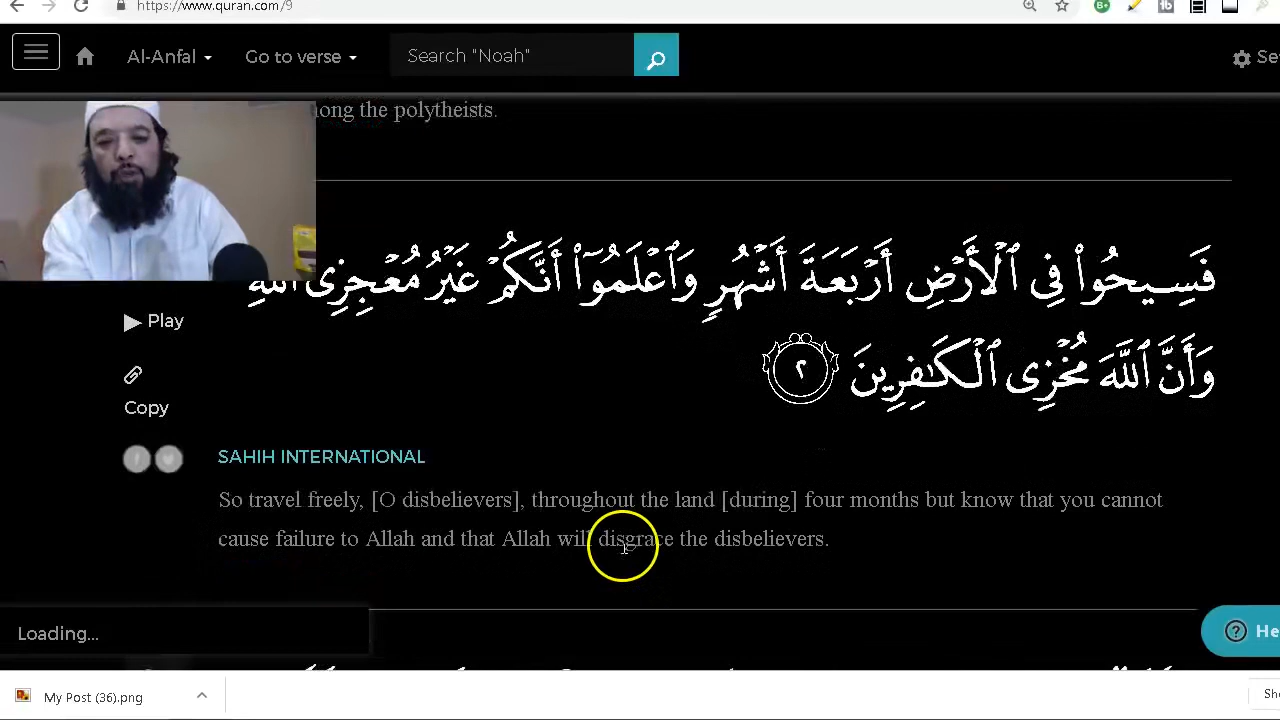 https://www.quran.com/9
Al-Anfal
Go to verse
Search "Noah"
among the polytheists.
فَسِيحُوا۟ فِى ٱلْأَرْضِ أَرْبَعَةَ أَشْهُرٍ وَٱعْلَمُوٓا۟ أَنَّكُمْ غَيْرُ مُعْجِزِى ٱللَّهِ
وَأَنَّ ٱللَّهَ مُخْزِى ٱلْكَـٰفِرِينَ ٢
Play
Copy
SAHIH INTERNATIONAL
So travel freely, [O disbelievers], throughout the land [during] four months but know that you cannot
cause failure to Allah and that Allah will disgrace the disbelievers.
Loading...
He
My Post (36).png